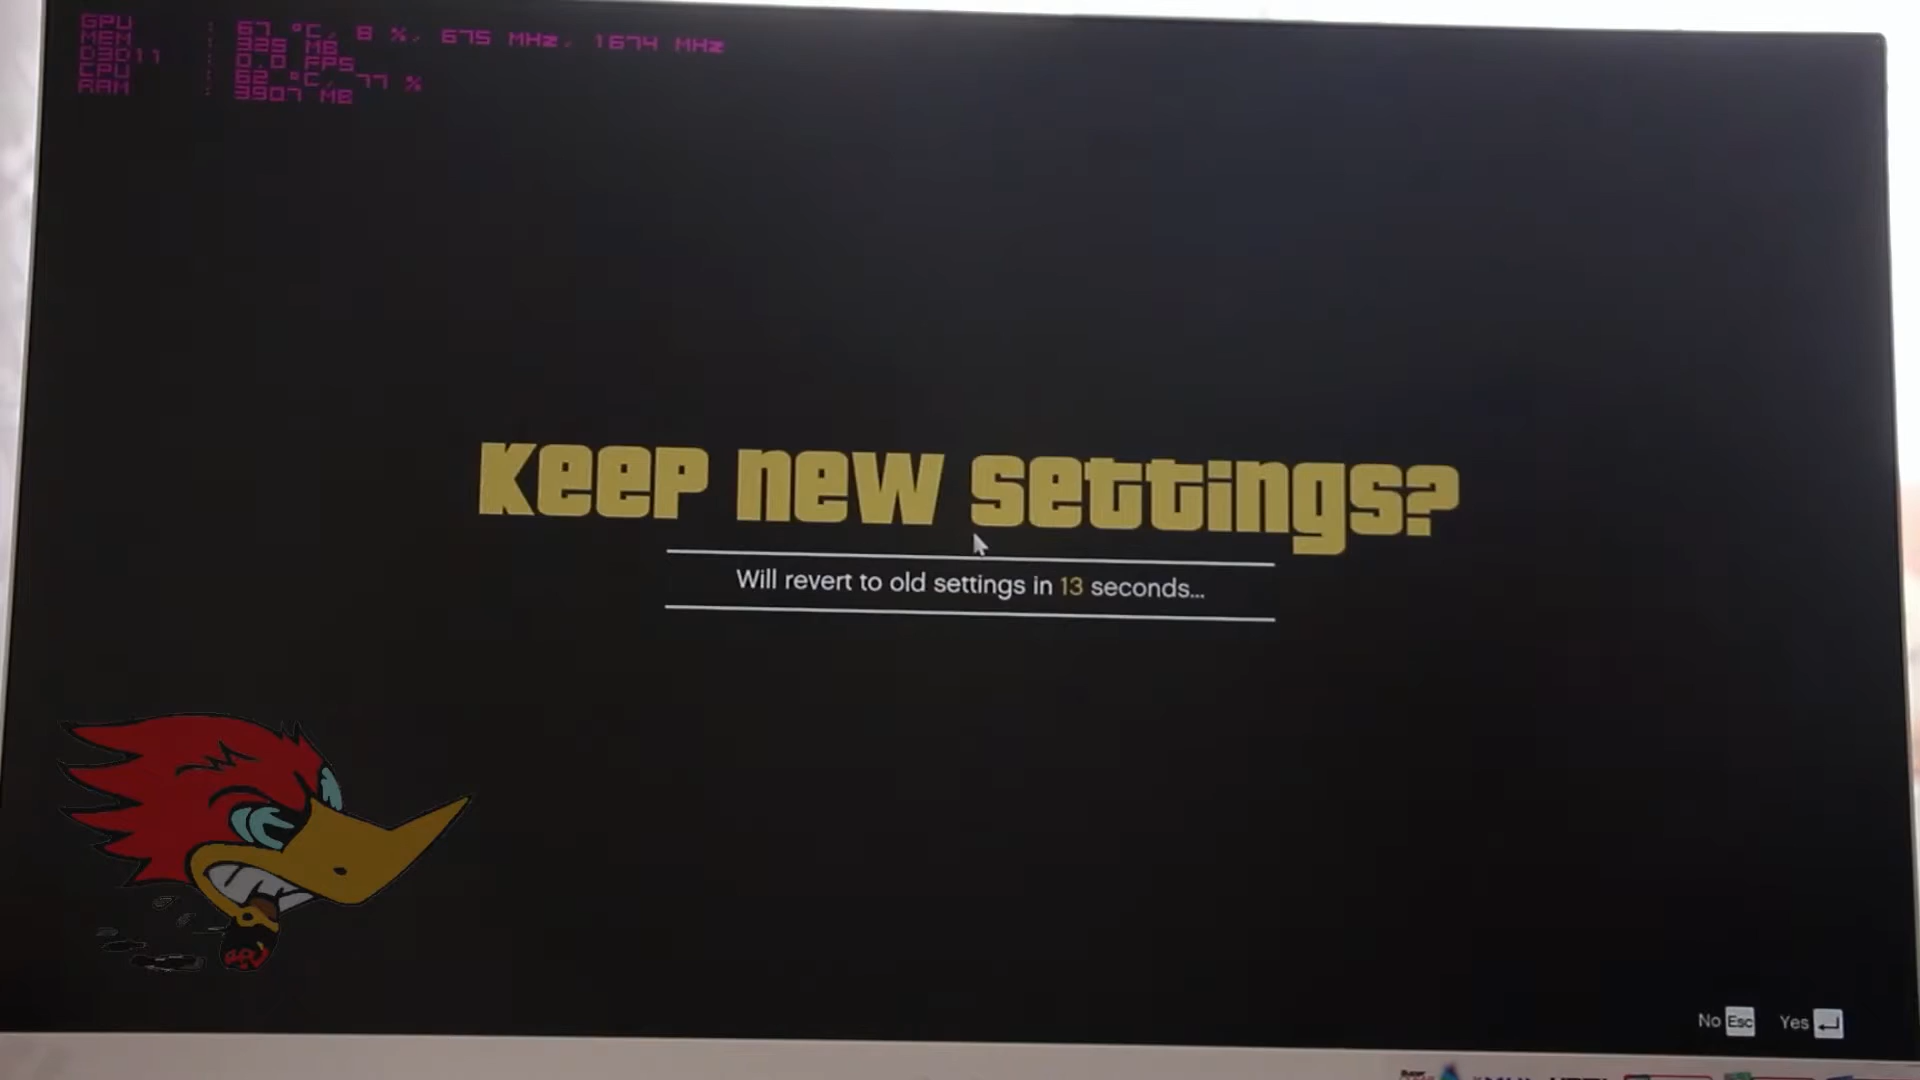 GPU : 67 °C, 8 %, 675 MHz, 1674 MHz
MEM : 325 MB
D3D11 : 0.0 FPS
CPU : 62 °C, 77 %
RAM : 3907 MB
Keep new settings?
Will revert to old settings in 13 seconds...
No Esc Yes